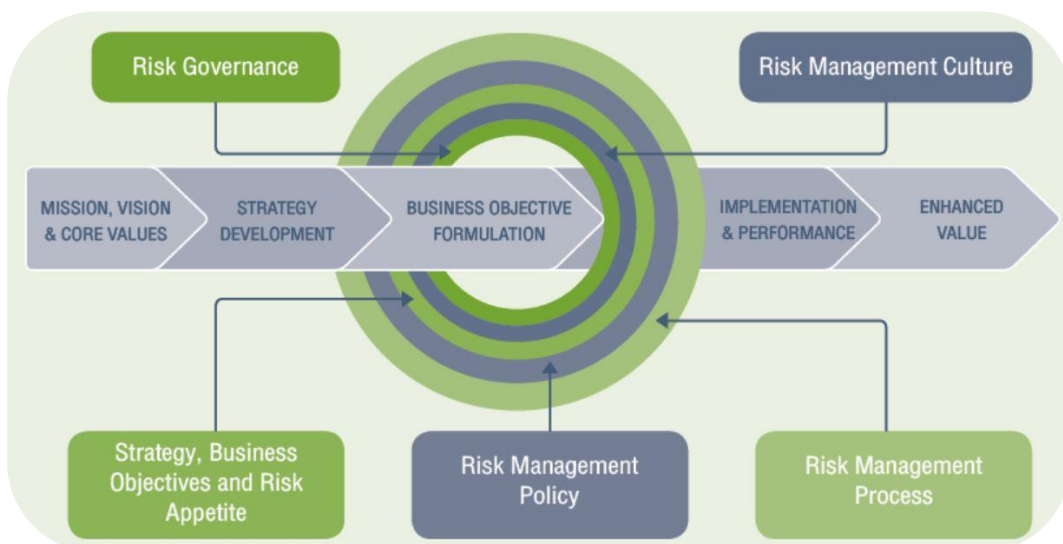 Risk Governance
Risk Management Culture
MISSION, VISION
& CORE VALUES
STRATEGY
DEVELOPMENT
BUSINESS OBJECTIVE
FORMULATION
IMPLEMENTATION
& PERFORMANCE
ENHANCED
VALUE
Strategy, Business
Objectives and Risk
Appetite
Risk Management
Policy
Risk Management
Process